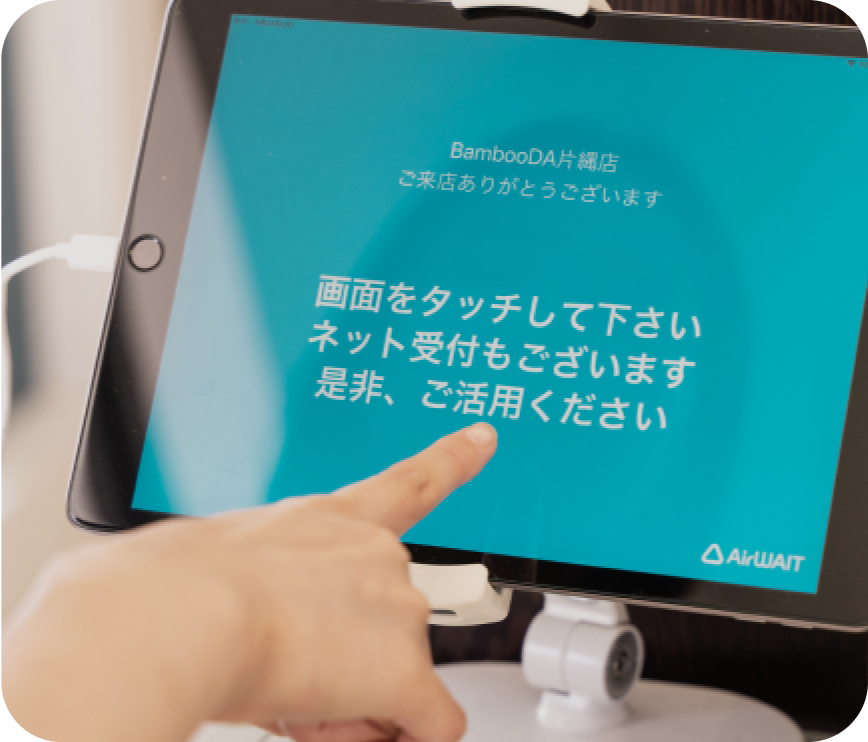 BambooDA片縄店
ご来店ありがとうございます
画面をタッチして下さい
ネット受付もございます
是非、ご活用ください
AirWAIT